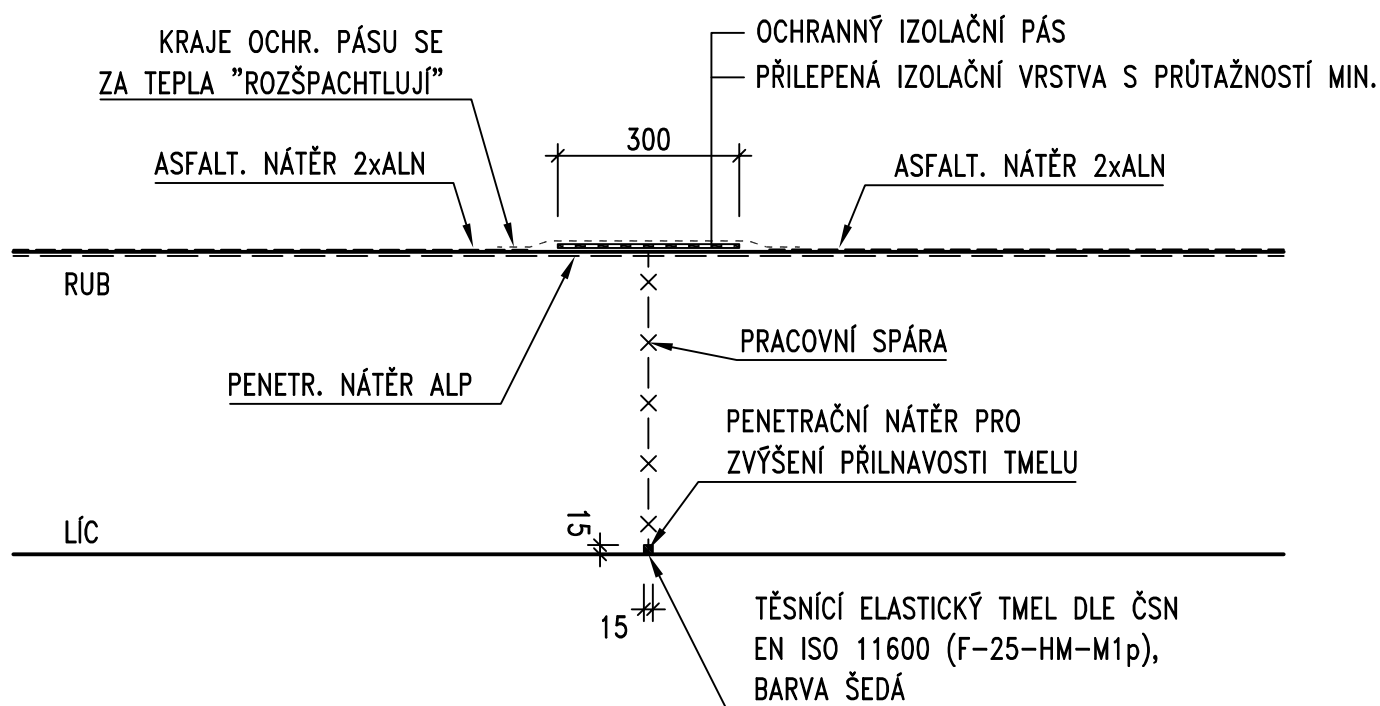 KRAJE OCHR. PÁSU SE
ZA TEPLA "ROZŠPACHTLUJÍ"
OCHRANNÝ IZOLAČNÍ PÁS
PŘILEPENÁ IZOLAČNÍ VRSTVA S PRŮTAŽNOSTÍ MIN.
300
ASFALT. NÁTĚR 2xALN
ASFALT. NÁTĚR 2xALN
RUB
PRACOVNÍ SPÁRA
PENETR. NÁTĚR ALP
PENETRAČNÍ NÁTĚR PRO
ZVÝŠENÍ PŘILNAVOSTI TMELU
LÍC
15
15
TĚSNÍCÍ ELASTICKÝ TMEL DLE ČSN
EN ISO 11600 (F-25-HM-M1p),
BARVA ŠEDÁ